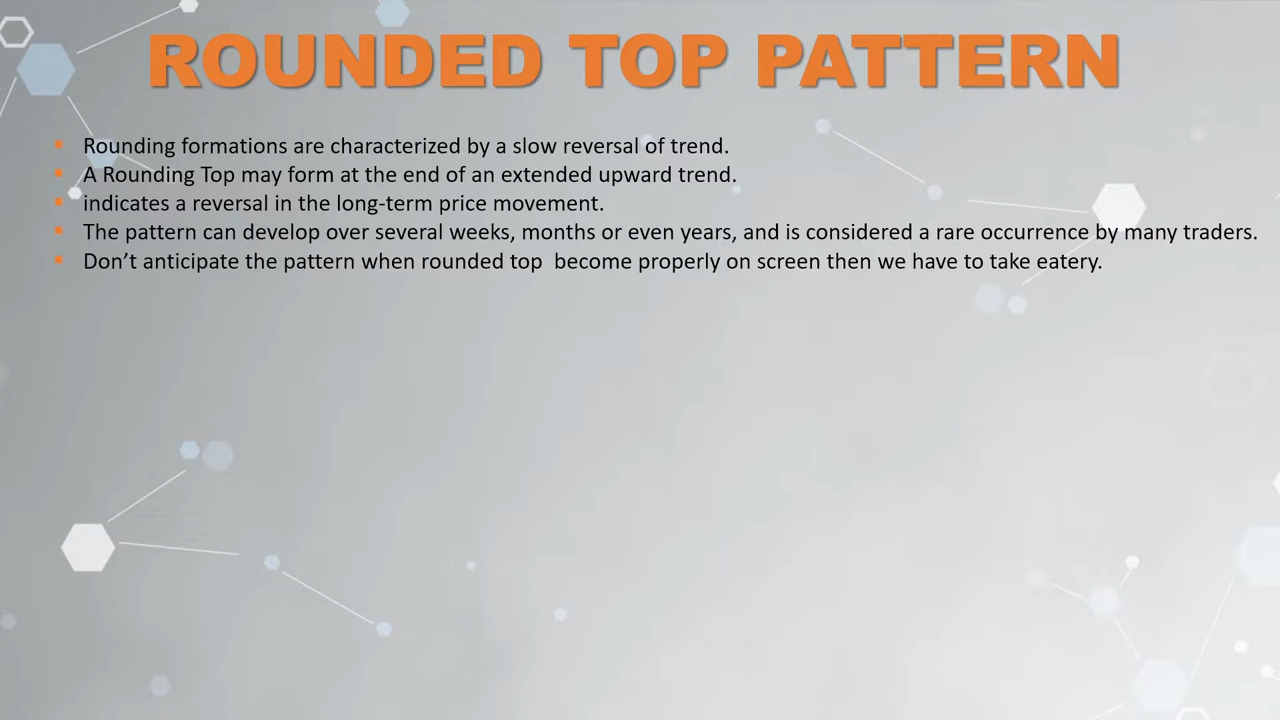 ROUNDED TOP PATTERN
Rounding formations are characterized by a slow reversal of trend.
A Rounding Top may form at the end of an extended upward trend.
indicates a reversal in the long-term price movement.
The pattern can develop over several weeks, months or even years, and is considered a rare occurrence by many traders.
Don’t anticipate the pattern when rounded top  become properly on screen then we have to take eatery.